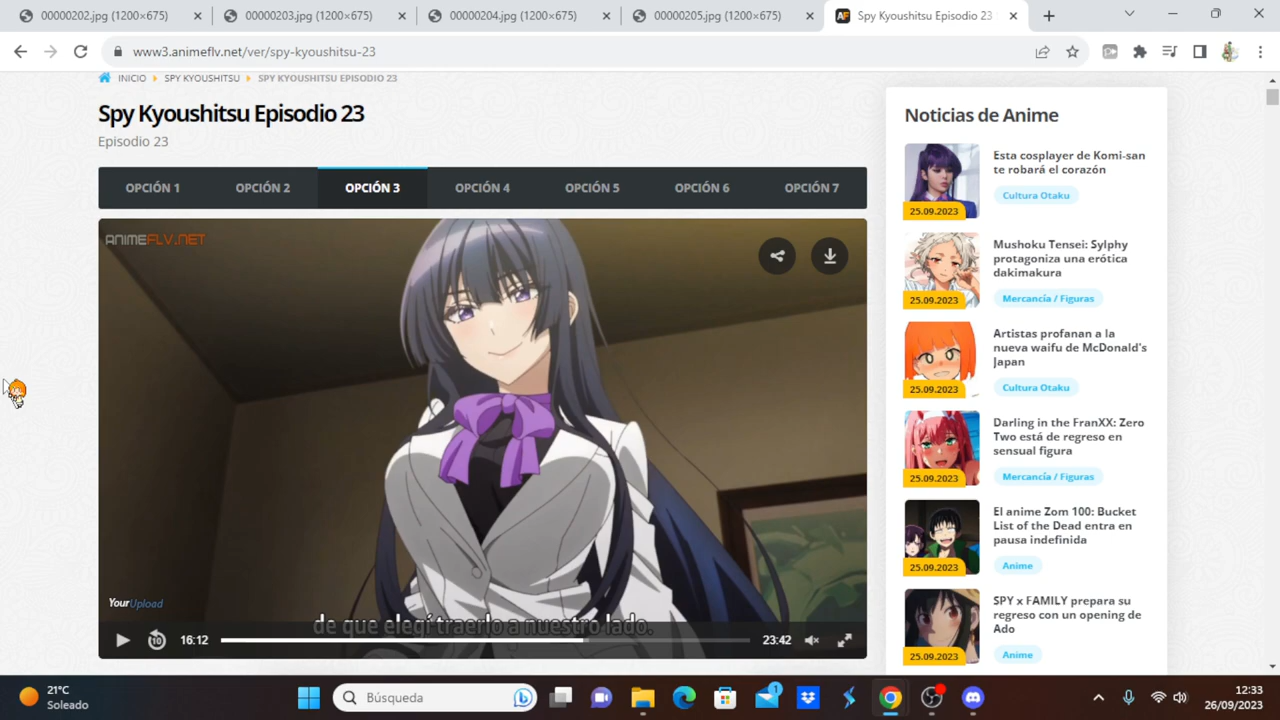 00000202.jpg (1200×675)
00000203.jpg (1200×675)
00000204.jpg (1200×675)
00000205.jpg (1200×675)
Spy Kyoushitsu Episodio 23
www3.animeflv.net/ver/spy-kyoushitsu-23
INICIO
SPY KYOUSHITSU
SPY KYOUSHITSU EPISODIO 23
Spy Kyoushitsu Episodio 23
Episodio 23
OPCIÓN 1
OPCIÓN 2
OPCIÓN 3
OPCIÓN 4
OPCIÓN 5
OPCIÓN 6
OPCIÓN 7
ANIMEFLV.NET
YourUpload
de que elegí traerlo a nuestro lado.
10
16:12
23:42
Noticias de Anime
Esta cosplayer de Komi-san
te robará el corazón
Cultura Otaku
25.09.2023
Mushoku Tensei: Sylphy
protagoniza una erótica
dakimakura
Mercancía / Figuras
25.09.2023
Artistas profanan a la
nueva waifu de McDonald's
Japan
Cultura Otaku
25.09.2023
Darling in the FranXX: Zero
Two está de regreso en
sensual figura
Mercancía / Figuras
25.09.2023
El anime Zom 100: Bucket
List of the Dead entra en
pausa indefinida
Anime
25.09.2023
SPY x FAMILY prepara su
regreso con un opening de
Ado
Anime
25.09.2023
21°C
Soleado
Búsqueda
1
12:33
26/09/2023